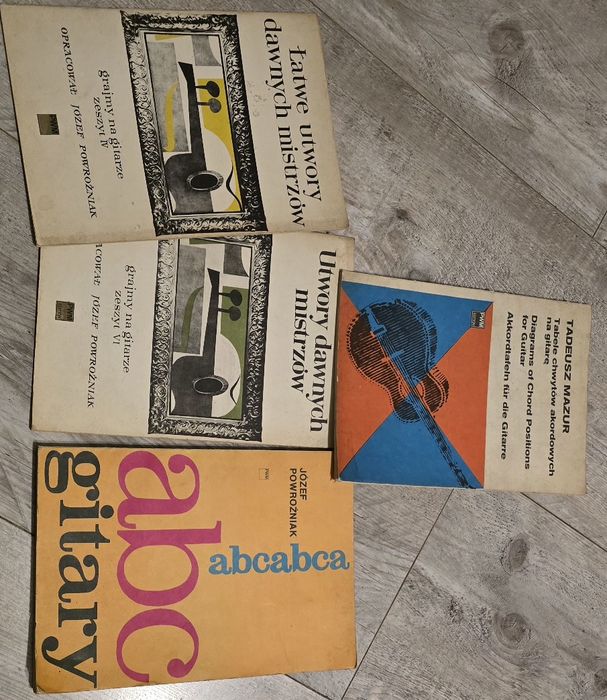 Łatwe utwory
dawnych mistrzów
grajmy na gitarze
zeszyt IV
OPRACOWAŁ JÓZEF POWROŹNIAK
PWM
Utwory dawnych
mistrzów
grajmy na gitarze
zeszyt VI
RACOWAŁ JÓZEF POWROŹNIAK
TADEUSZ MAZUR
Tabele chwytów akordowych
na gitarę
Diagrams of Chord Positions
for Guitar
Akkordtafeln für die Gitarre
PWM
EDITION
JÓZEF
POWROŹNIAK
PWM
abcabca
abc
gitary